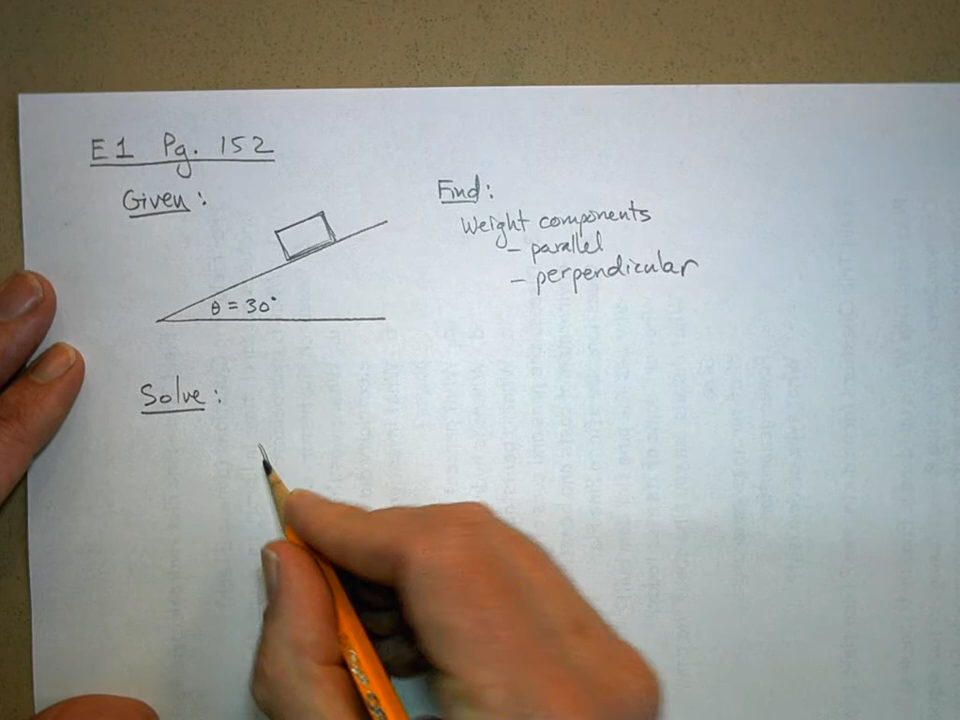 E1 Pg. 152
Given:
θ = 30°
Find:
Weight components
- parallel
- perpendicular
Solve: